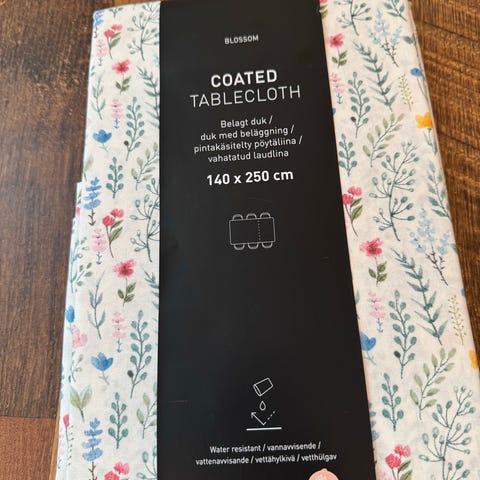 BLOSSOM
COATED
TABLECLOTH
Belagt duk /
duk med beläggning /
pintakäsitelty pöytäliina /
vahatatud laudlina
140 x 250 cm
Water resistant / vannavvisende /
vattenavvisande / vettähylkivä / vetthülgav